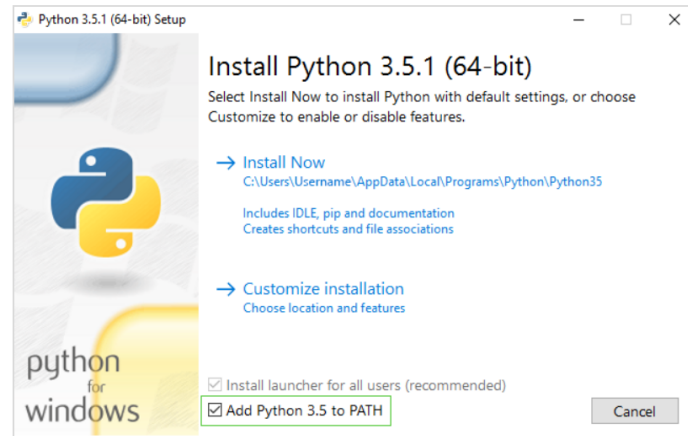 Python 3.5.1 (64-bit) Setup
Install Python 3.5.1 (64-bit)
Select Install Now to install Python with default settings, or choose
Customize to enable or disable features.
Install Now
C:\Users\Username\AppData\Local\Programs\Python\Python35
Includes IDLE, pip and documentation
Creates shortcuts and file associations
Customize installation
Choose location and features
python
for
windows
Install launcher for all users (recommended)
Add Python 3.5 to PATH
Cancel